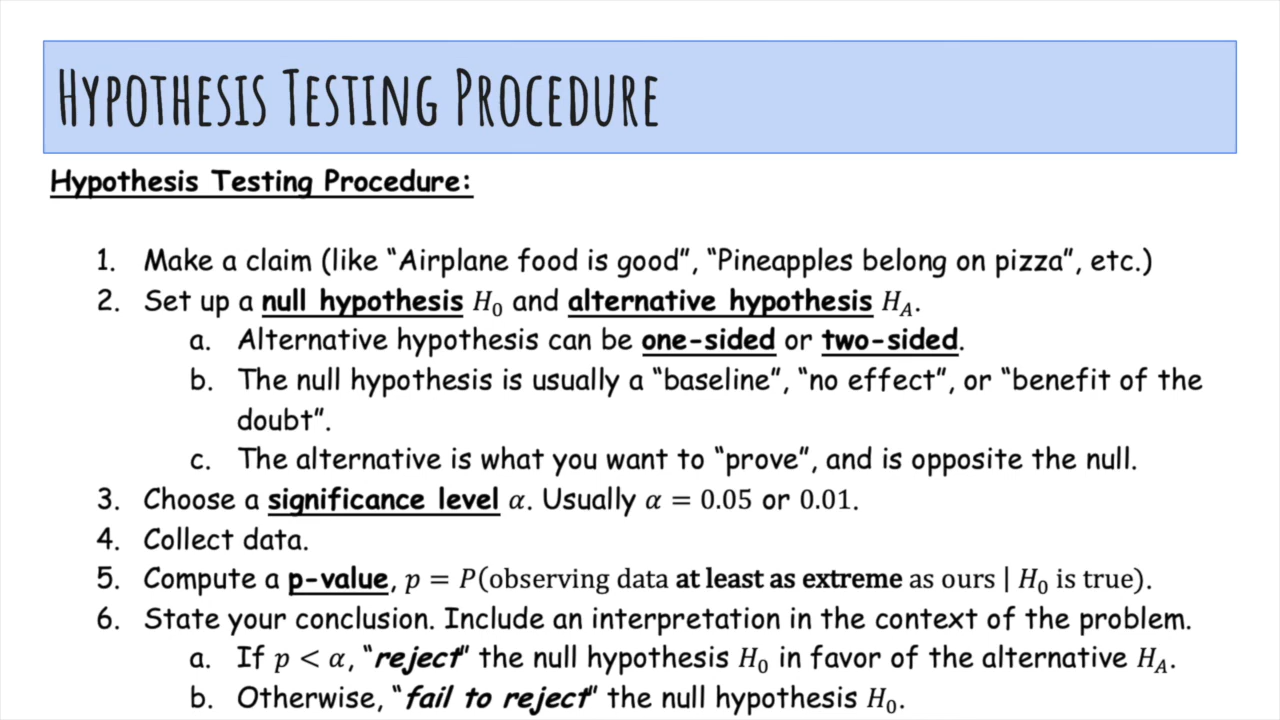 HYPOTHESIS TESTING PROCEDURE
Hypothesis Testing Procedure:
1. Make a claim (like “Airplane food is good”, “Pineapples belong on pizza”, etc.)
2. Set up a null hypothesis H₀ and alternative hypothesis H_A.
a. Alternative hypothesis can be one-sided or two-sided.
b. The null hypothesis is usually a “baseline”, “no effect”, or “benefit of the
doubt”.
c. The alternative is what you want to “prove”, and is opposite the null.
3. Choose a significance level α. Usually α = 0.05 or 0.01.
4. Collect data.
5. Compute a p-value, p = P(observing data at least as extreme as ours | H₀ is true).
6. State your conclusion. Include an interpretation in the context of the problem.
a. If p < α, “reject” the null hypothesis H₀ in favor of the alternative H_A.
b. Otherwise, “fail to reject” the null hypothesis H₀.